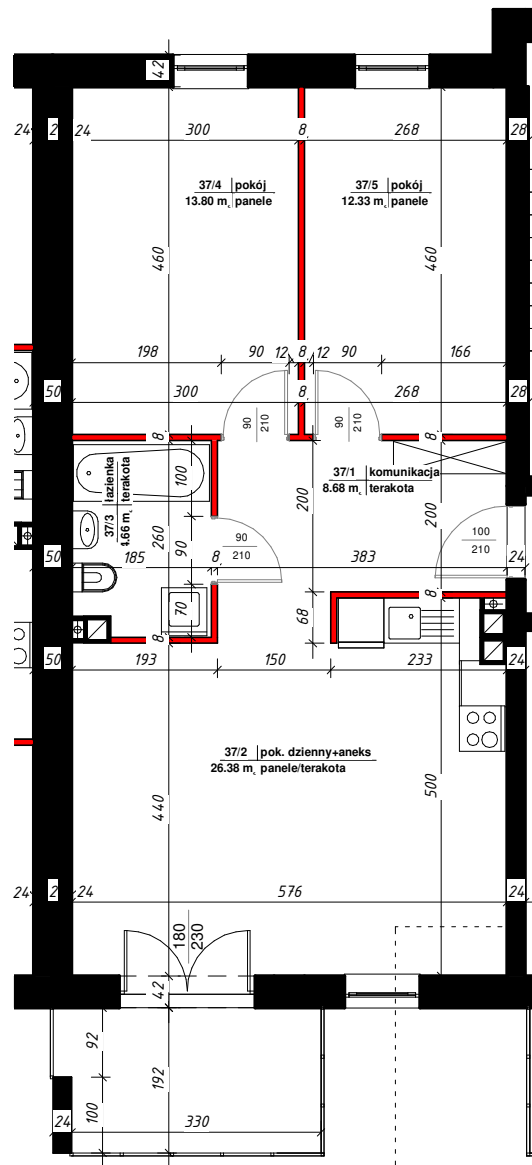 42
24 2 24 300 8 268 28
37/4 pokój
13.80 m² panele
37/5 pokój
12.33 m² panele
460 460
198 90 12 8 12 90 166
50 300 8 268 28
90
210
90
210
8 8
37/3 łazienka
4.66 m² terakota
100
260
90
70
37/1 komunikacja
8.68 m² terakota
200 200
90
210
100
210
50 185 8 383 24
8
68
8
50 193 150 233 24
37/2 pok. dzienny+aneks
26.38 m² panele/terakota
440 500
24 2 24 576 24
180
230
42
92
192
100
24 330